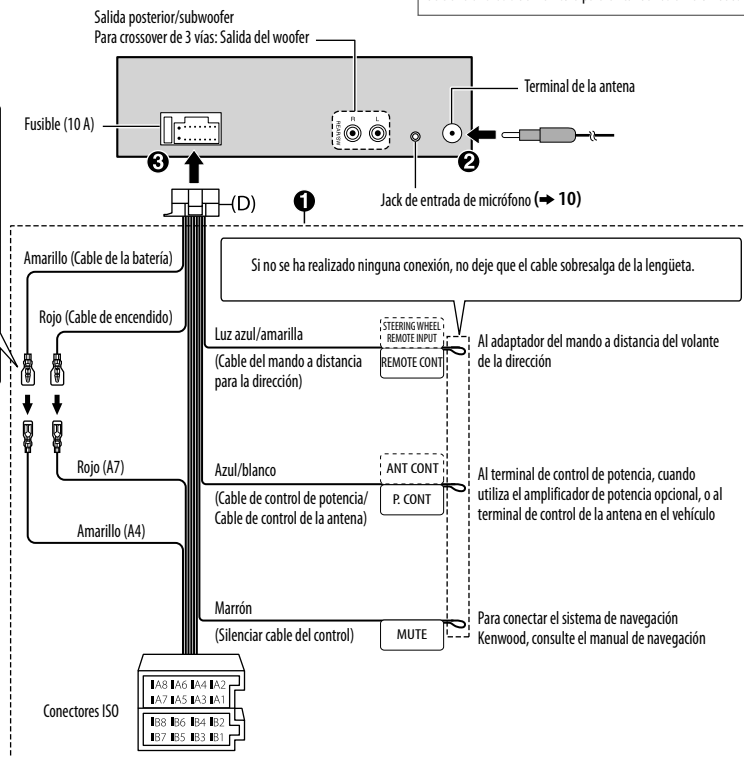 Salida posterior/subwoofer
Para crossover de 3 vías: Salida del woofer
Terminal de la antena
Fusible (10 A)
REAR/SW
R
L
❸
❷
Jack de entrada de micrófono (➡ 10)
(D)
❶
Amarillo (Cable de la batería)
Si no se ha realizado ninguna conexión, no deje que el cable sobresalga de la lengüeta.
Rojo (Cable de encendido)
Luz azul/amarilla
(Cable del mando a distancia
para la dirección)
STEERING WHEEL
REMOTE INPUT
REMOTE CONT
Al adaptador del mando a distancia del volante
de la dirección
Rojo (A7)
Azul/blanco
(Cable de control de potencia/
Cable de control de la antena)
ANT CONT
P. CONT
Al terminal de control de potencia, cuando
utiliza el amplificador de potencia opcional, o al
terminal de control de la antena en el vehículo
Amarillo (A4)
Marrón
(Silenciar cable del control)
MUTE
Para conectar el sistema de navegación
Kenwood, consulte el manual de navegación
Conectores ISO
A8 A6 A4 A2
A7 A5 A3 A1
B8 B6 B4 B2
B7 B5 B3 B1